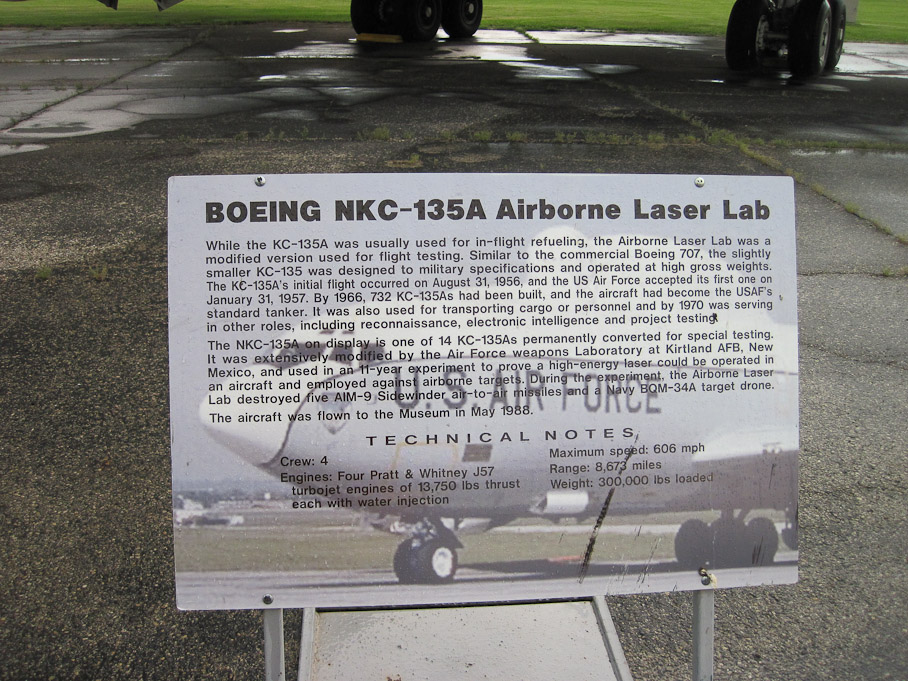 BOEING NKC-135A Airborne Laser Lab
While the KC-135A was usually used for in-flight refueling, the Airborne Laser Lab was a
modified version used for flight testing. Similar to the commercial Boeing 707, the slightly
smaller KC-135 was designed to military specifications and operated at high gross weights.
The KC-135A's initial flight occurred on August 31, 1956, and the US Air Force accepted its first one on
January 31, 1957. By 1966, 732 KC-135As had been built, and the aircraft had become the USAF's
standard tanker. It was also used for transporting cargo or personnel and by 1970 was serving
in other roles, including reconnaissance, electronic intelligence and project testing.
The NKC-135A on display is one of 14 KC-135As permanently converted for special testing.
It was extensively modified by the Air Force weapons Laboratory at Kirtland AFB, New
Mexico, and used in an 11-year experiment to prove a high-energy laser could be operated in
an aircraft and employed against airborne targets. During the experiment, the Airborne Laser
Lab destroyed five AIM-9 Sidewinder air-to-air missiles and a Navy BQM-34A target drone.
The aircraft was flown to the Museum in May 1988.
U.S. AIR FORCE
TECHNICAL NOTES
Crew: 4
Engines: Four Pratt & Whitney J57
turbojet engines of 13,750 lbs thrust
each with water injection
Maximum speed: 606 mph
Range: 8,673 miles
Weight: 300,000 lbs loaded